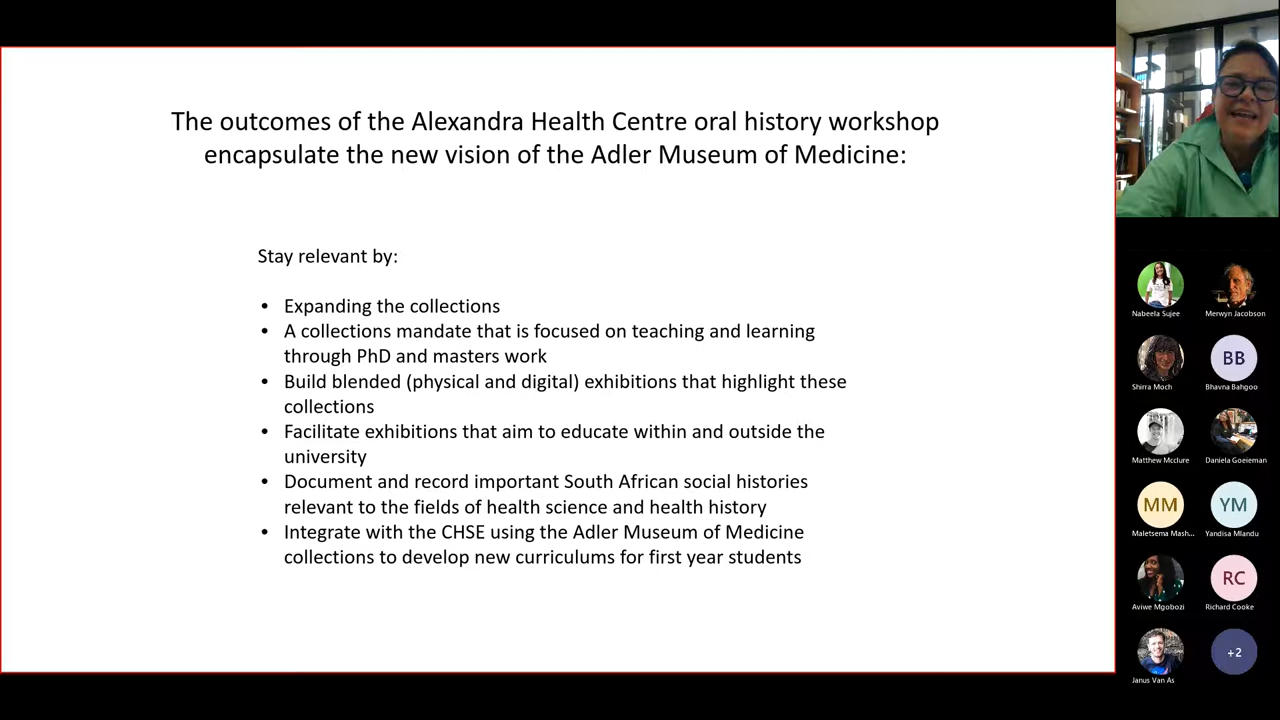 The outcomes of the Alexandra Health Centre oral history workshop
encapsulate the new vision of the Adler Museum of Medicine:
Stay relevant by:
• Expanding the collections
• A collections mandate that is focused on teaching and learning
through PhD and masters work
• Build blended (physical and digital) exhibitions that highlight these
collections
• Facilitate exhibitions that aim to educate within and outside the
university
• Document and record important South African social histories
relevant to the fields of health science and health history
• Integrate with the CHSE using the Adler Museum of Medicine
collections to develop new curriculums for first year students
Nabeela Sujee
Merwyn Jacobson
Shirra Moch
BB
Bhavna Bahgoo
Matthew Mcclure
Daniela Goeieman
MM
Maletsema Mash...
YM
Yandisa Mlandu
Aviwe Mgobozi
RC
Richard Cooke
Janus Van As
+2